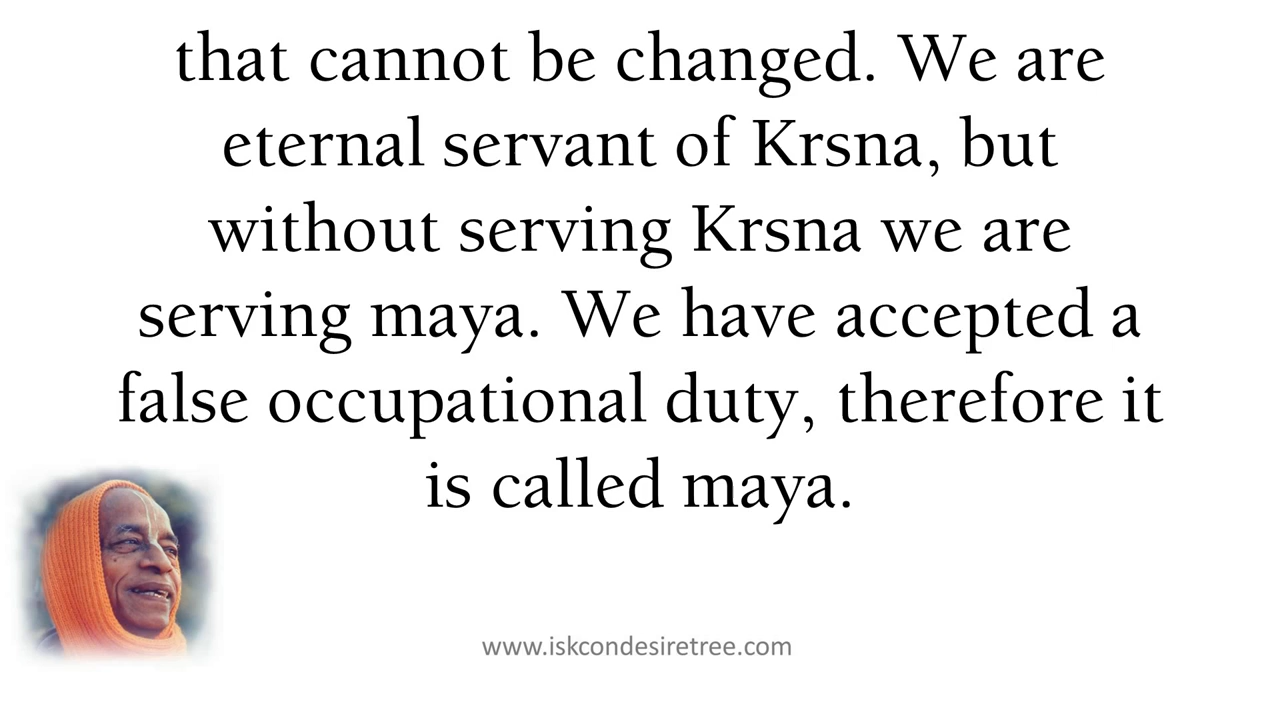 that cannot be changed. We are
eternal servant of Krsna, but
without serving Krsna we are
serving maya. We have accepted a
false occupational duty, therefore it
is called maya.
www.iskcondesiretree.com